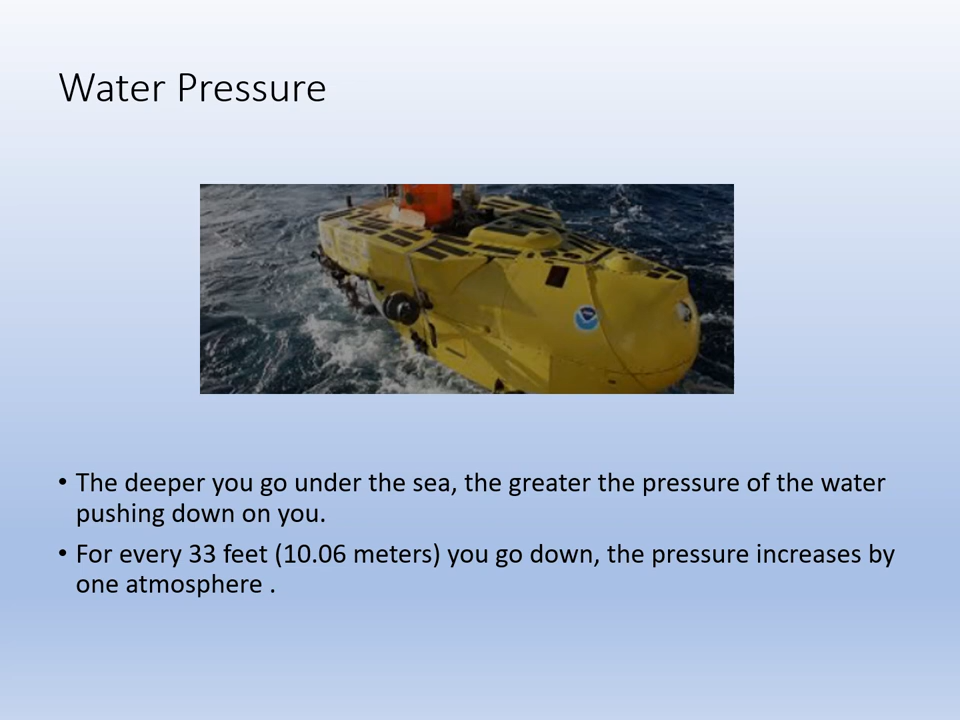 Water Pressure
• The deeper you go under the sea, the greater the pressure of the water
pushing down on you.
• For every 33 feet (10.06 meters) you go down, the pressure increases by
one atmosphere .